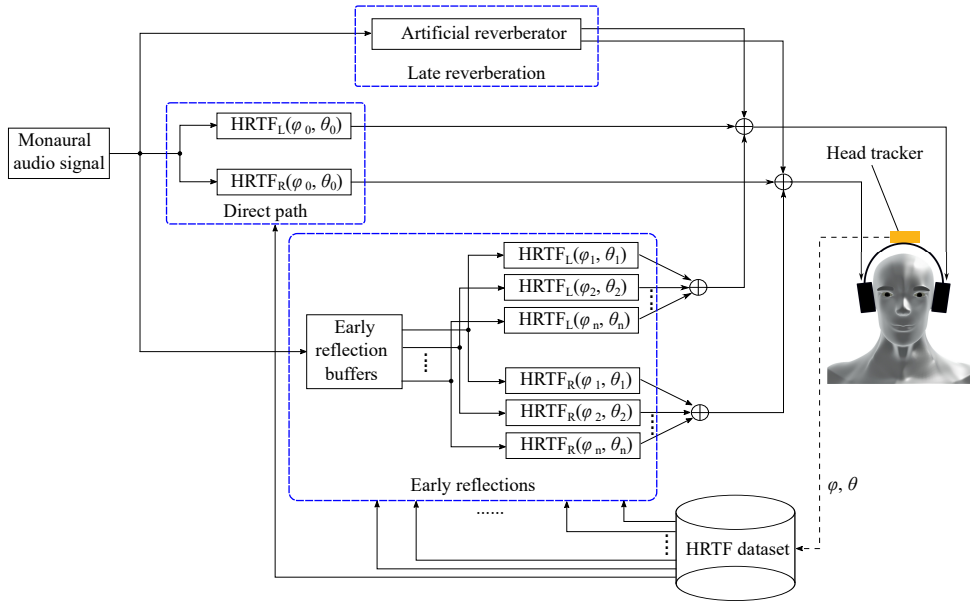 Artificial reverberator
Late reverberation
Monaural
audio signal
HRTF_L(φ_0, θ_0)
HRTF_R(φ_0, θ_0)
Direct path
Head tracker
HRTF_L(φ_1, θ_1)
HRTF_L(φ_2, θ_2)
HRTF_L(φ_n, θ_n)
Early
reflection
buffers
HRTF_R(φ_1, θ_1)
HRTF_R(φ_2, θ_2)
HRTF_R(φ_n, θ_n)
Early reflections
......
φ, θ
HRTF dataset